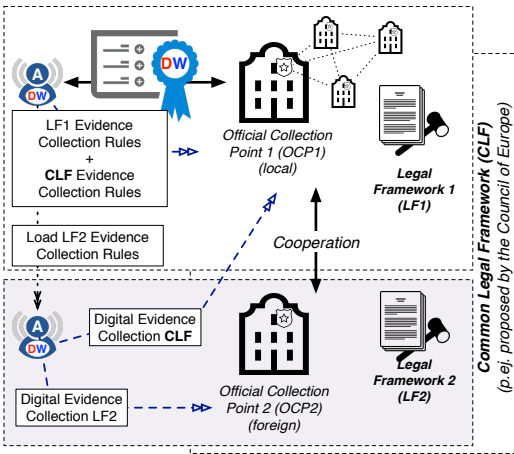 DW
A
DW
LF1 Evidence
Collection Rules
+
CLF Evidence
Collection Rules
Official Collection
Point 1 (OCP1)
(local)
Legal
Framework 1
(LF1)
Load LF2 Evidence
Collection Rules
Cooperation
A
DW
Digital Evidence
Collection CLF
Digital Evidence
Collection LF2
Official Collection
Point 2 (OCP2)
(foreign)
Legal
Framework 2
(LF2)
Common Legal Framework (CLF)
(p. ej. proposed by the Council of Europe)